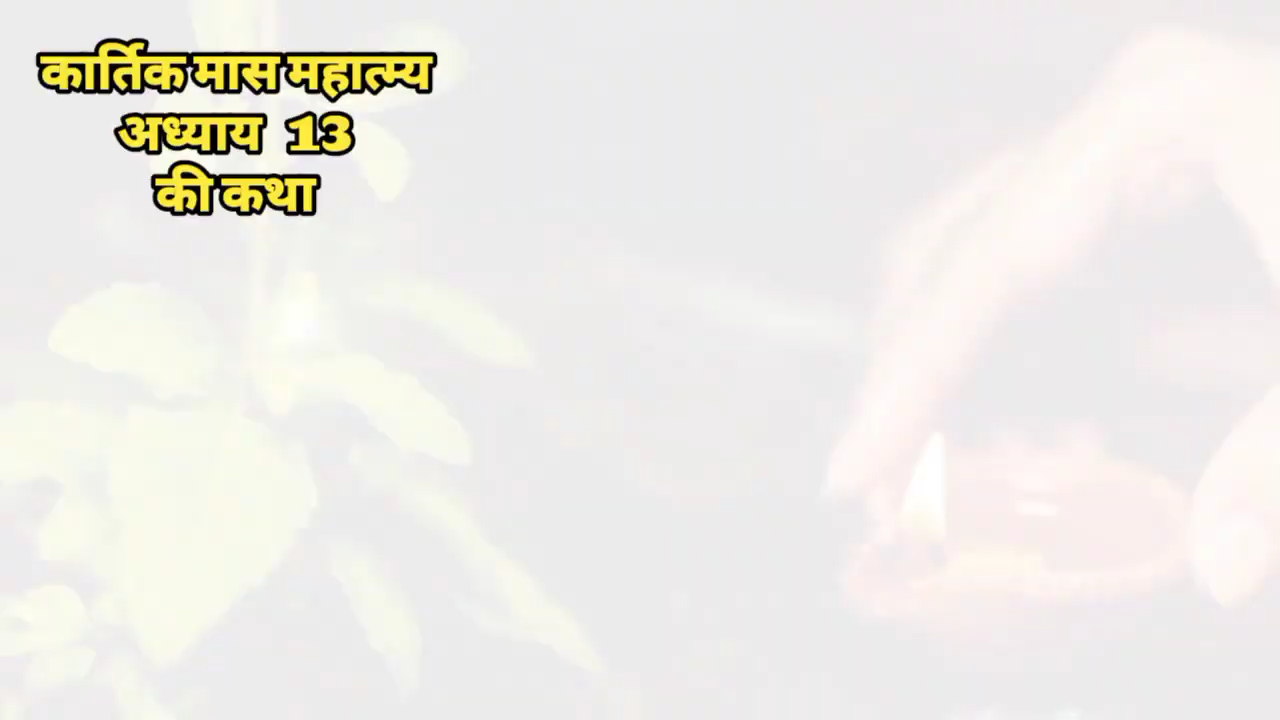 कार्तिक मास महात्म्य
अध्याय 13
की कथा